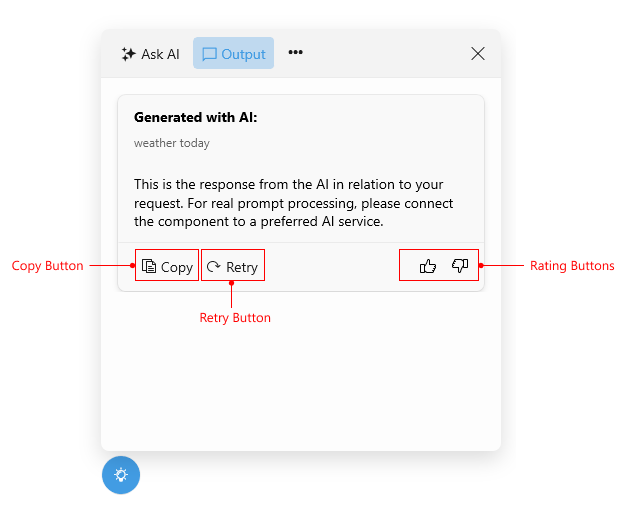 Ask AI Output •••
Generated with AI:
weather today
This is the response from the AI in relation to your
request. For real prompt processing, please connect
the component to a preferred AI service.
Copy Button Copy Retry Rating Buttons
Retry Button